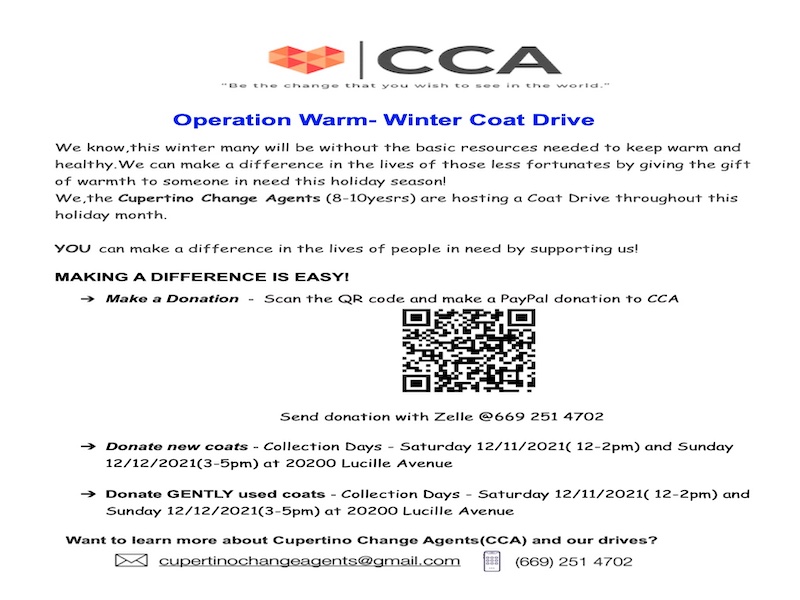 CCA
"Be the change that you wish to see in the world."
Operation Warm- Winter Coat Drive
We know,this winter many will be without the basic resources needed to keep warm and
healthy.We can make a difference in the lives of those less fortunates by giving the gift
of warmth to someone in need this holiday season!
We,the Cupertino Change Agents (8-10yesrs) are hosting a Coat Drive throughout this
holiday month.
YOU can make a difference in the lives of people in need by supporting us!
MAKING A DIFFERENCE IS EASY!
➔ Make a Donation - Scan the QR code and make a PayPal donation to CCA
Send donation with Zelle @669 251 4702
➔ Donate new coats - Collection Days - Saturday 12/11/2021( 12-2pm) and Sunday
12/12/2021(3-5pm) at 20200 Lucille Avenue
➔ Donate GENTLY used coats - Collection Days - Saturday 12/11/2021( 12-2pm) and
Sunday 12/12/2021(3-5pm) at 20200 Lucille Avenue
Want to learn more about Cupertino Change Agents(CCA) and our drives?
cupertinochangeagents@gmail.com (669) 251 4702